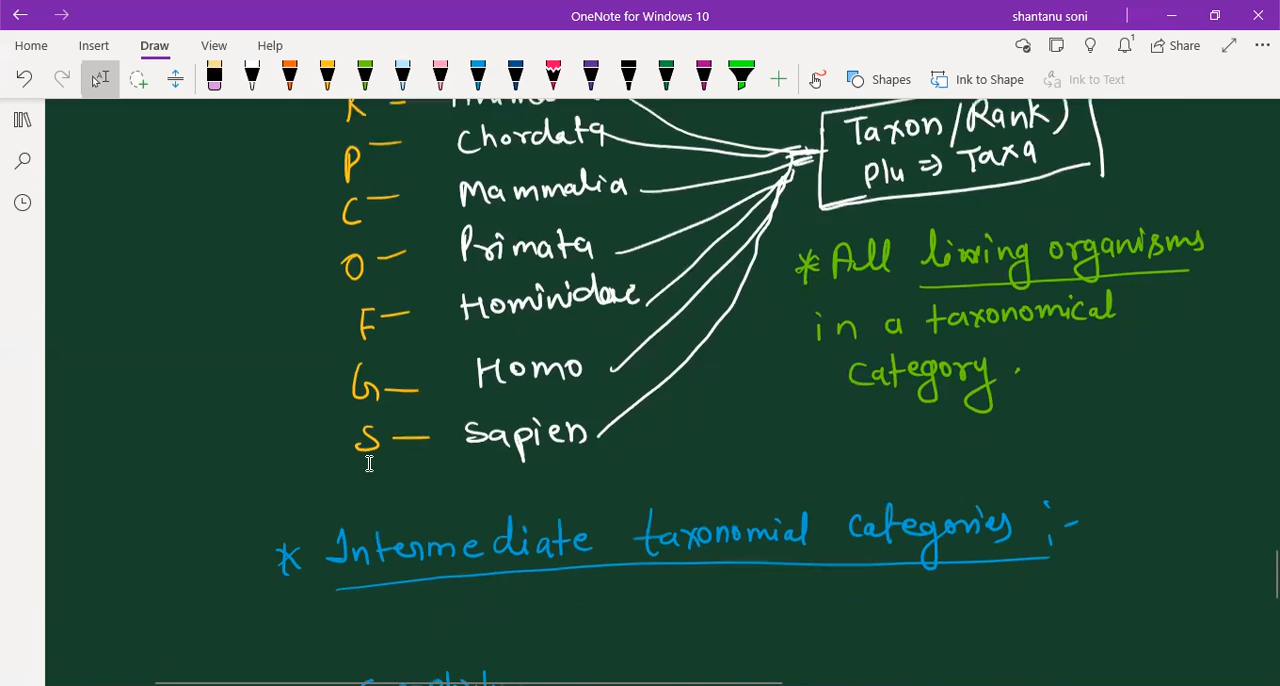 OneNote for Windows 10
shantanu soni
Home Insert Draw View Help
Share
Shapes
Ink to Shape
Ink to Text
K –
P – Chordata
C – Mammalia
O – Primata
F – Hominidae
G – Homo
S – Sapien
Taxon/Rank)
Plu ⇒ Taxa
* All living organisms
in a taxonomical
category.
* Intermediate taxonomial categories :-